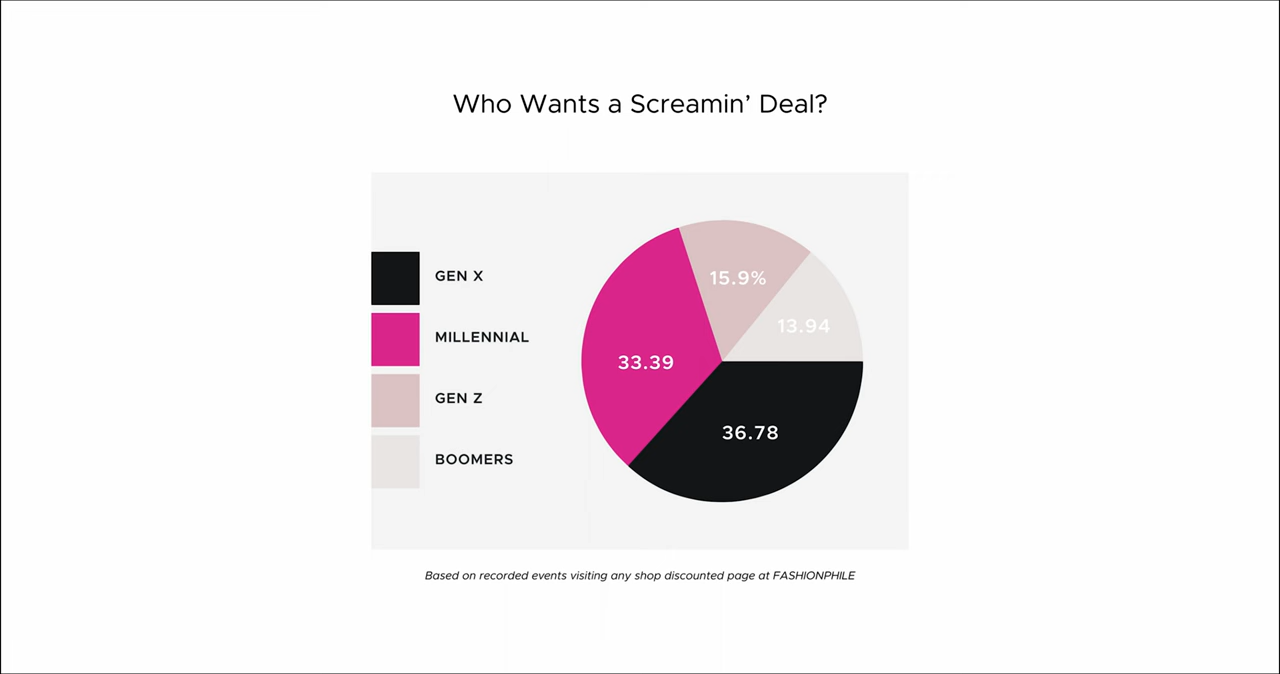 Who Wants a Screamin’ Deal?
GEN X
MILLENNIAL
GEN Z
BOOMERS
15.9%
13.94
33.39
36.78
Based on recorded events visiting any shop discounted page at FASHIONPHILE